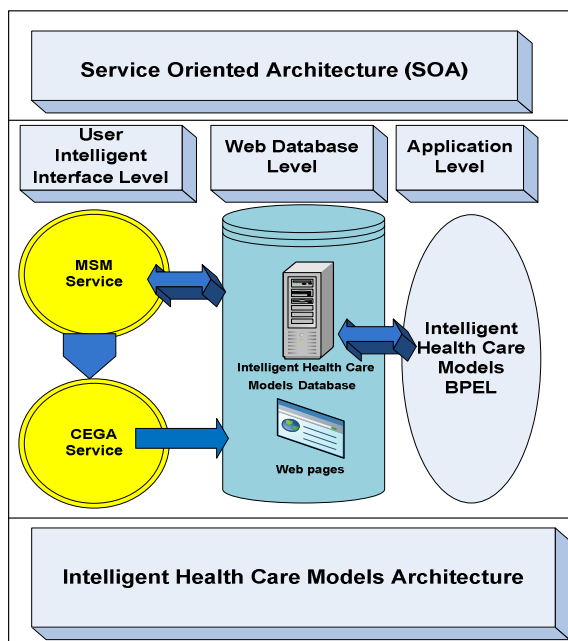 Service Oriented Architecture (SOA)
User
Intelligent
Interface Level
Web Database
Level
Application
Level
MSM
Service
CEGA
Service
Intelligent Health Care
Models Database
Web pages
Intelligent
Health Care
Models
BPEL
Intelligent Health Care Models Architecture